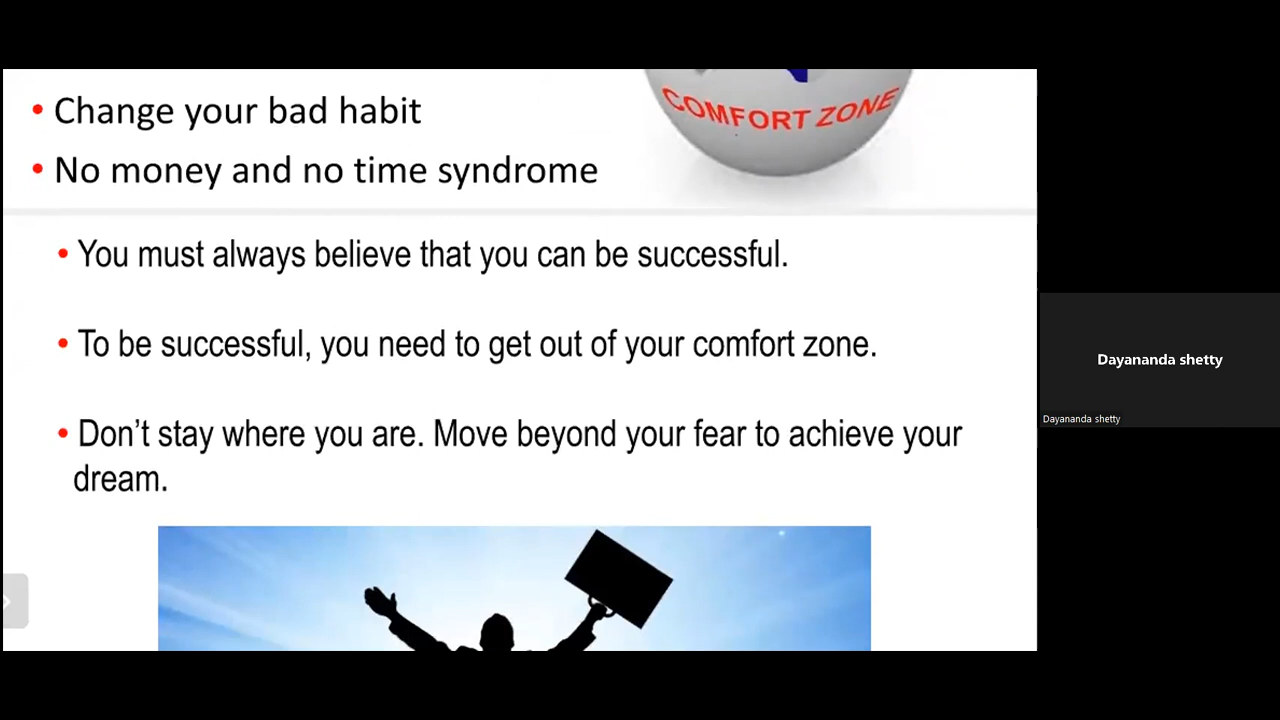 • Change your bad habit
COMFORT ZONE
• No money and no time syndrome
• You must always believe that you can be successful.
• To be successful, you need to get out of your comfort zone.
• Don't stay where you are. Move beyond your fear to achieve your
dream.
Dayananda shetty
Dayananda shetty